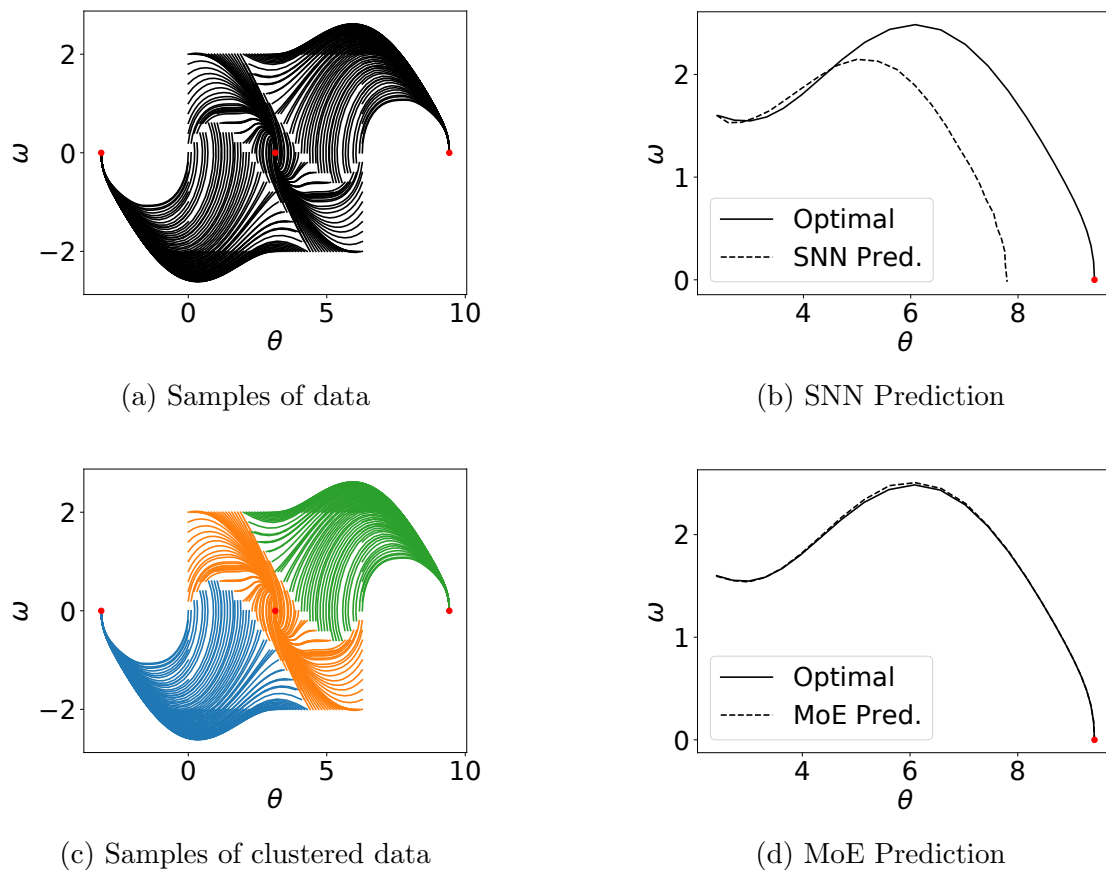 2
0
−2
ω
0
5
10
θ
(a) Samples of data
2
1
0
ω
Optimal
SNN Pred.
4
6
8
θ
(b) SNN Prediction
2
0
−2
ω
0
5
10
θ
(c) Samples of clustered data
2
1
0
ω
Optimal
MoE Pred.
4
6
8
θ
(d) MoE Prediction